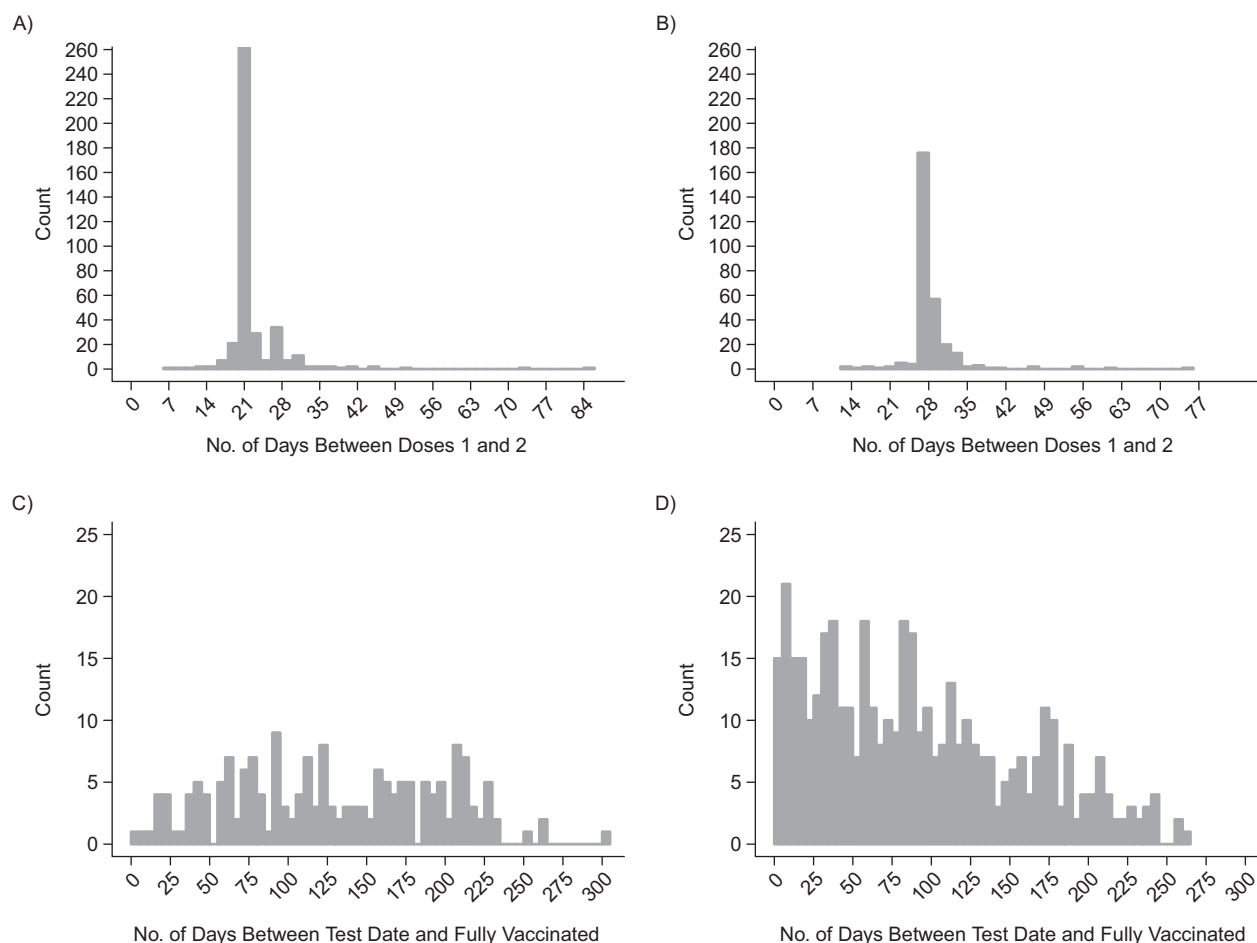 A)
260
240
220
200
180
160
140
120
100
80
60
40
20
0
Count
0 7 14 21 28 35 42 49 56 63 70 77 84
No. of Days Between Doses 1 and 2
B)
260
240
220
200
180
160
140
120
100
80
60
40
20
0
Count
0 7 14 21 28 35 42 49 56 63 70 77
No. of Days Between Doses 1 and 2
C)
25
20
15
10
5
0
Count
0 25 50 75 100 125 150 175 200 225 250 275 300
No. of Days Between Test Date and Fully Vaccinated
D)
25
20
15
10
5
0
Count
0 25 50 75 100 125 150 175 200 225 250 275 300
No. of Days Between Test Date and Fully Vaccinated